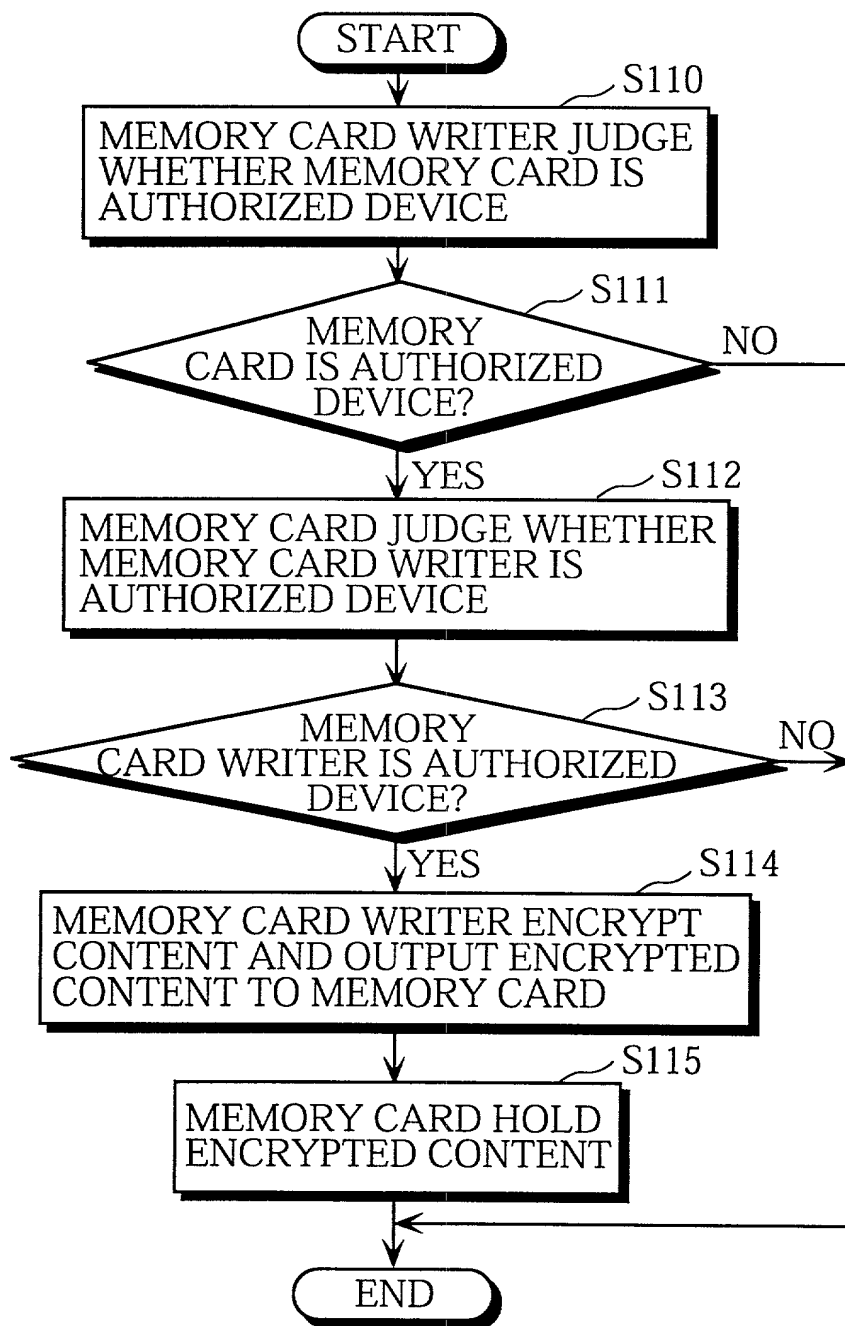 START
S110
MEMORY CARD WRITER JUDGE
WHETHER MEMORY CARD IS
AUTHORIZED DEVICE
S111
MEMORY
CARD IS AUTHORIZED
DEVICE?
NO
YES
S112
MEMORY CARD JUDGE WHETHER
MEMORY CARD WRITER IS
AUTHORIZED DEVICE
S113
MEMORY
CARD WRITER IS AUTHORIZED
DEVICE?
NO
YES
S114
MEMORY CARD WRITER ENCRYPT
CONTENT AND OUTPUT ENCRYPTED
CONTENT TO MEMORY CARD
S115
MEMORY CARD HOLD
ENCRYPTED CONTENT
END